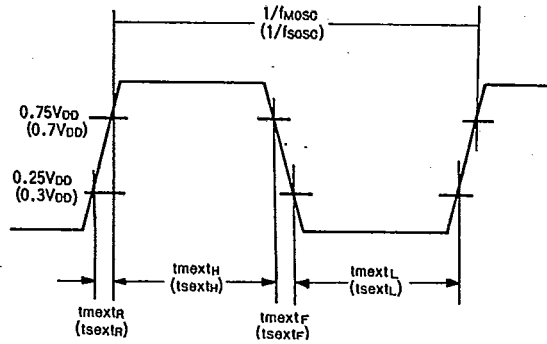 1/fMOSC
(1/fSOSC)
0.75VDD
(0.7VDD)
0.25VDD
(0.3VDD)
tmextH
(tsextH)
tmextL
(tsextL)
tmextR
(tsextR)
tmextF
(tsextF)